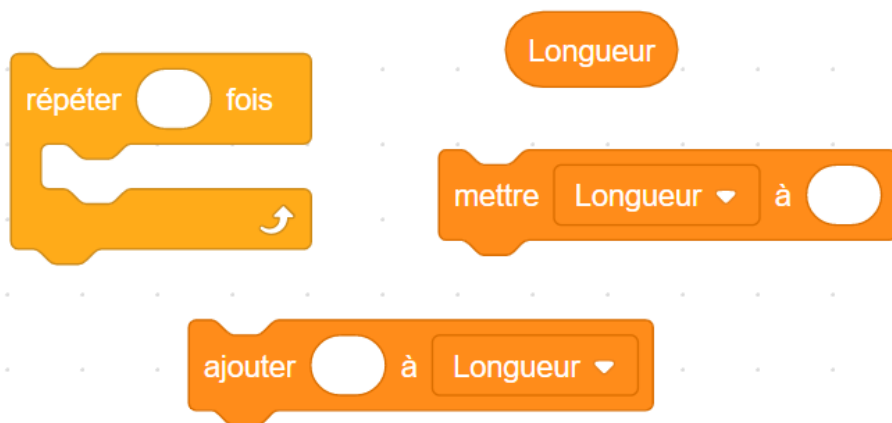 Longueur
répéter fois
mettre Longueur à
ajouter à Longueur